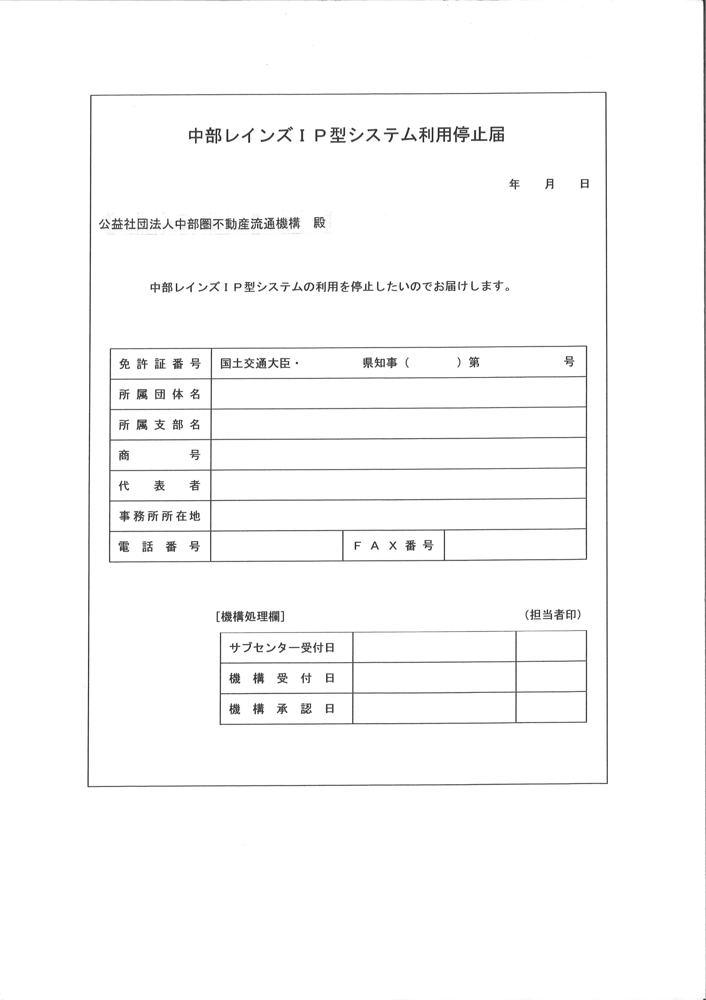 中部レインズＩＰ型システム利用停止届
年　月　日
公益社団法人中部圏不動産流通機構　殿
中部レインズＩＰ型システムの利用を停止したいのでお届けします。
免許証番号　国土交通大臣・　　　　　県知事（　　　　）第　　　　　　　号
所属団体名
所属支部名
商号
代表者
事務所所在地
電話番号　ＦＡＸ番号
[機構処理欄]　（担当者印）
サブセンター受付日
機構受付日
機構承認日